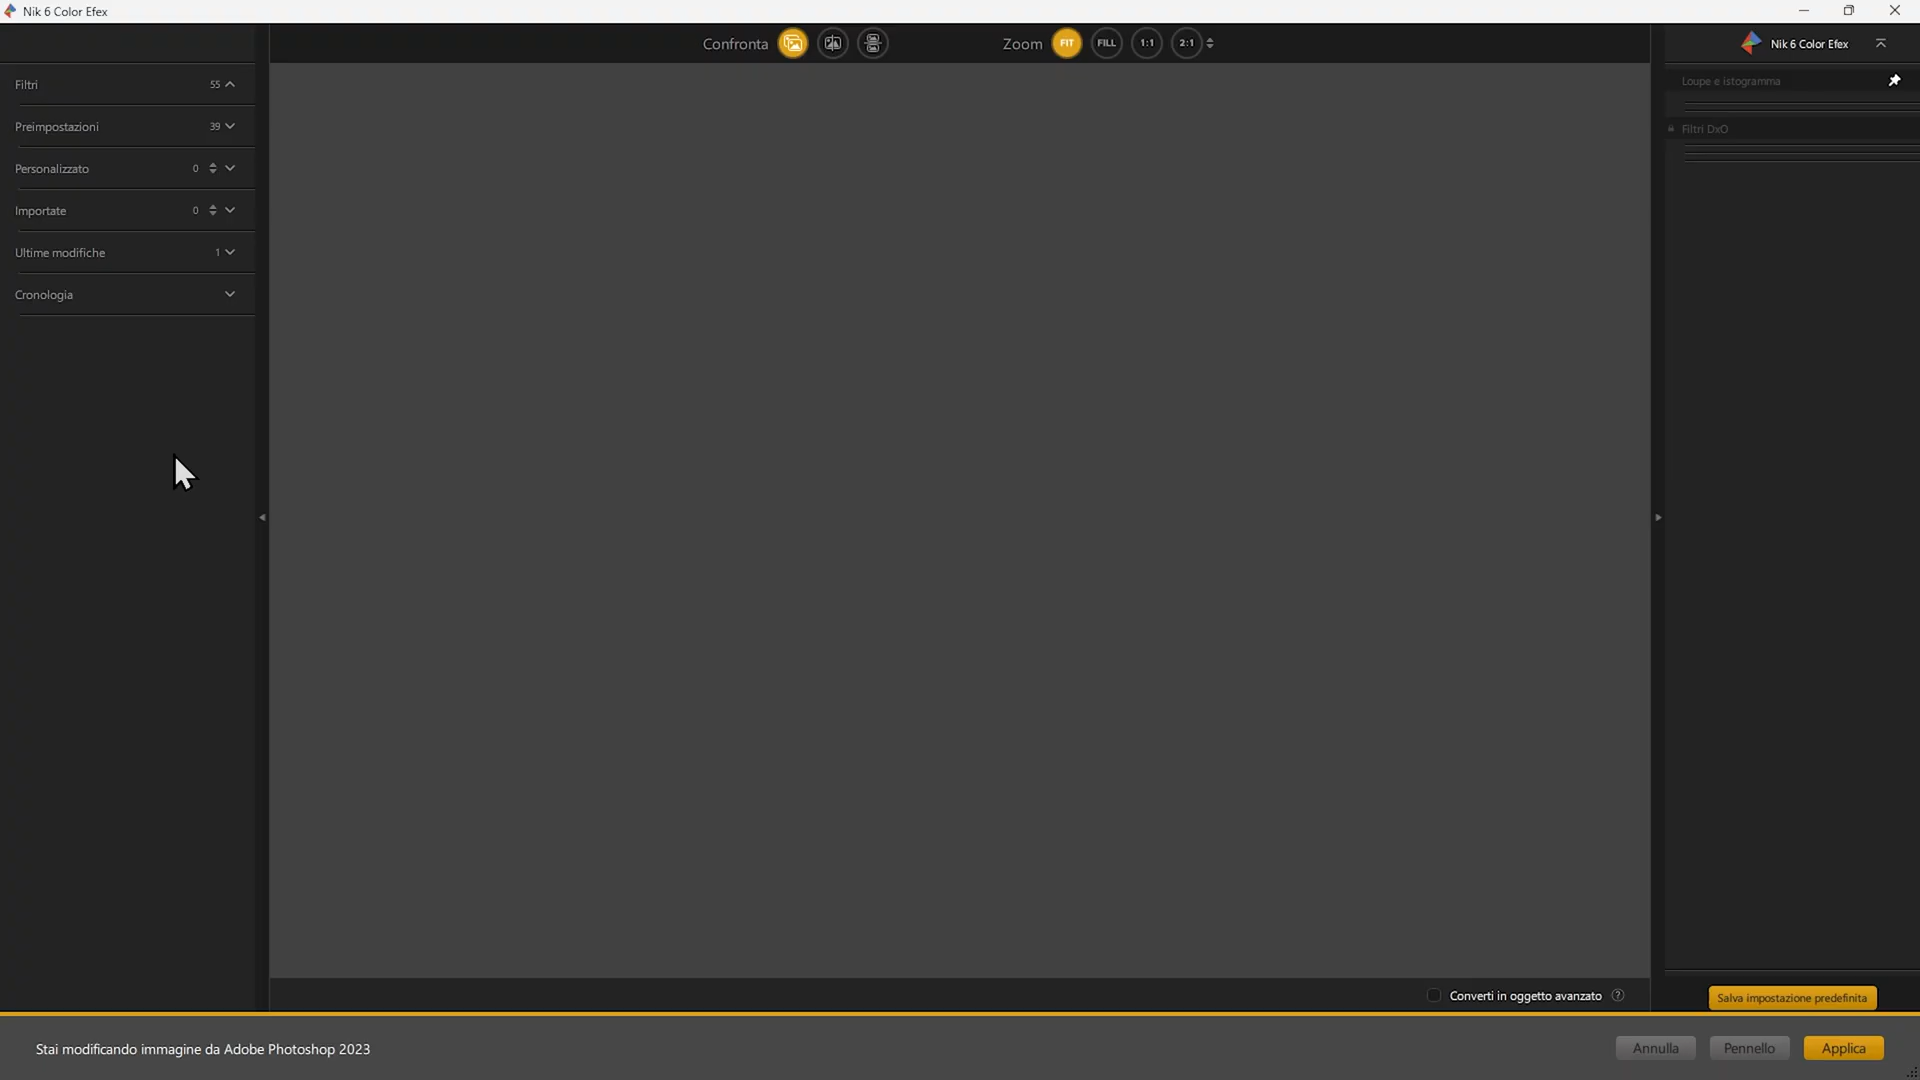 Nik 6 Color Efex
Confronta
Zoom FIT FILL 1:1 2:1
Nik 6 Color Efex
Filtri 55
Preimpostazioni 39
Personalizzato 0
Importate 0
Ultime modifiche 1
Cronologia
Loupe e istogramma
Filtri DxO
Converti in oggetto avanzato ?
Salva impostazione predefinita
Stai modificando immagine da Adobe Photoshop 2023
Annulla Pennello Applica